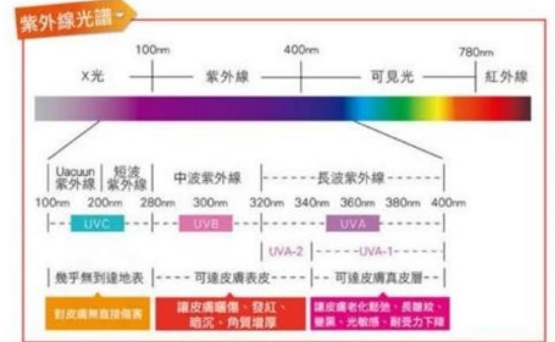 紫外線光譜
100nm 400nm 780nm
X光 紫外線 可見光 紅外線
Uacuun 短波 中波紫外線 長波紫外線
紫外線 紫外線
100nm 200nm 280nm 300nm 320nm 340nm 360nm 380nm 400nm
UVC UVB UVA
UVA-2 UVA-1
幾乎無到達地表 可達皮膚表皮 可達皮膚真皮層
對皮膚無直接傷害 讓皮膚曬傷、發紅、 讓皮膚老化鬆弛、長皺紋、
暗沉、角質增厚 變黑、光敏感、耐受力下降